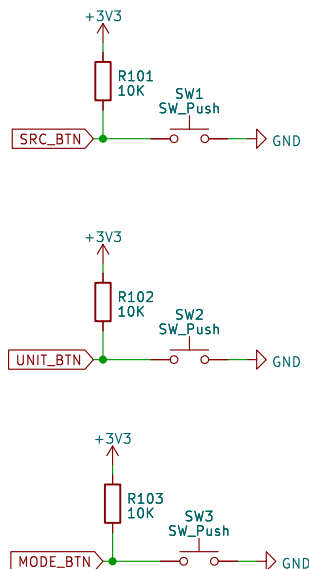 +3V3
R101
10K
SW1
SW_Push
SRC_BTN
GND
+3V3
R102
10K
SW2
SW_Push
UNIT_BTN
GND
+3V3
R103
10K
SW3
SW_Push
MODE_BTN
GND